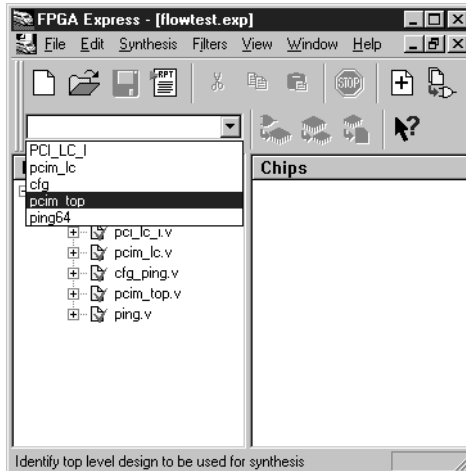 FPGA Express - [flowtest.exp]
File Edit Synthesis Filters View Window Help
RPT STOP
PCI_LC_I
pcim_lc
cfg
pcim_top
ping64
Chips
pci_lc_i.v
pcim_lc.v
cfg_ping.v
pcim_top.v
ping.v
Identify top level design to be used for synthesis